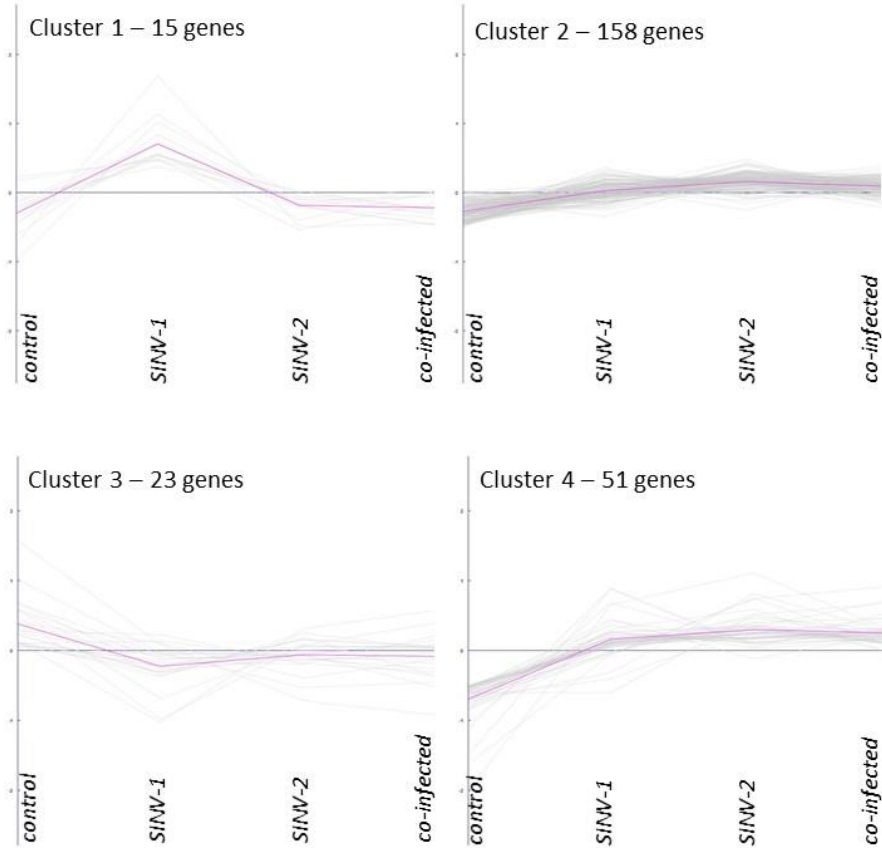 Cluster 1 – 15 genes
control
SINV-1
SINV-2
co-infected
Cluster 2 – 158 genes
control
SINV-1
SINV-2
co-infected
Cluster 3 – 23 genes
control
SINV-1
SINV-2
co-infected
Cluster 4 – 51 genes
control
SINV-1
SINV-2
co-infected